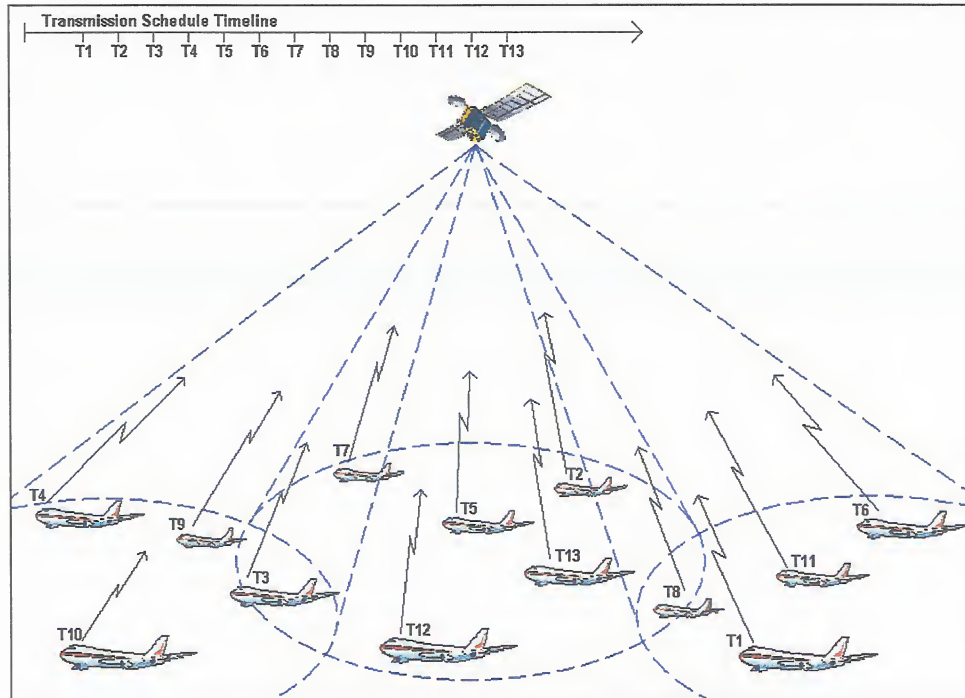 Transmission Schedule Timeline
T1 T2 T3 T4 T5 T6 T7 T8 T9 T10 T11 T12 T13
T7
T2
T4
T5
T6
T9
T13
T11
T3
T8
T10
T12
T1